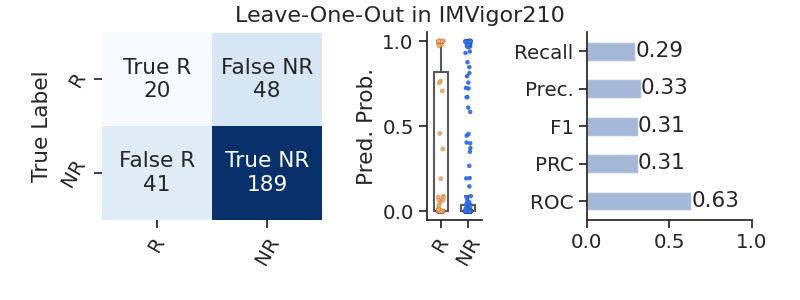 Leave-One-Out in IMVigor210
True Label
R
NR
True R
20
False NR
48
False R
41
True NR
189
R
NR
Pred. Prob.
1.0
0.5
0.0
R
NR
Recall
0.29
Prec.
0.33
F1
0.31
PRC
0.31
ROC
0.63
0.0
0.5
1.0